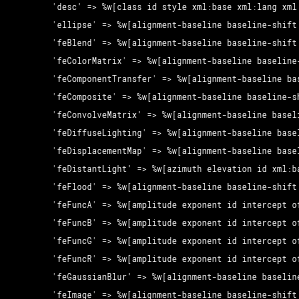 'desc' => %w[class id style xml:base xml:lang xml
'ellipse' => %w[alignment-baseline baseline-shift
'feBlend' => %w[alignment-baseline baseline-shift
'feColorMatrix' => %w[alignment-baseline baseline-
'feComponentTransfer' => %w[alignment-baseline bas
'feComposite' => %w[alignment-baseline baseline-sh
'feConvolveMatrix' => %w[alignment-baseline baseli
'feDiffuseLighting' => %w[alignment-baseline basel
'feDisplacementMap' => %w[alignment-baseline basel
'feDistantLight' => %w[azimuth elevation id xml:ba
'feFlood' => %w[alignment-baseline baseline-shift
'feFuncA' => %w[amplitude exponent id intercept of
'feFuncB' => %w[amplitude exponent id intercept of
'feFuncG' => %w[amplitude exponent id intercept of
'feFuncR' => %w[amplitude exponent id intercept of
'feGaussianBlur' => %w[alignment-baseline baseline
'feImage' => %w[alignment-baseline baseline-shift